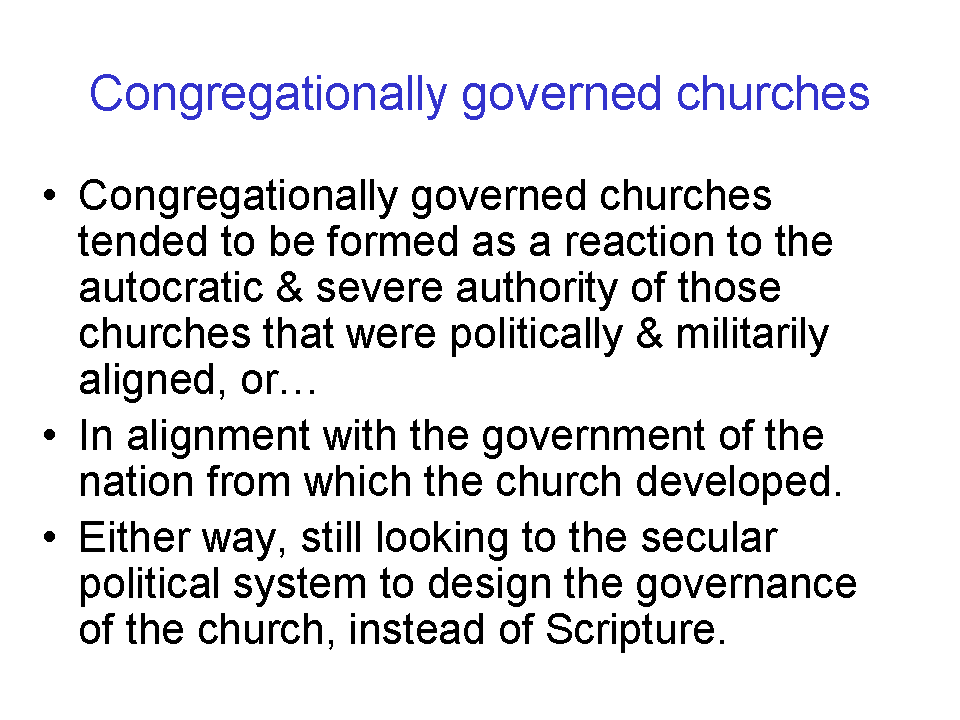 Congregationally governed churches
• Congregationally governed churches
tended to be formed as a reaction to the
autocratic & severe authority of those
churches that were politically & militarily
aligned, or…
• In alignment with the government of the
nation from which the church developed.
• Either way, still looking to the secular
political system to design the governance
of the church, instead of Scripture.